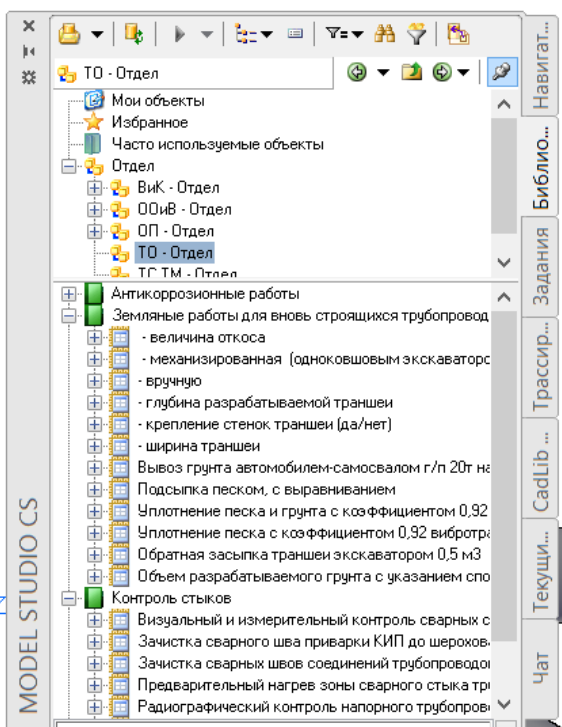 ТО - Отдел
Мои объекты
Избранное
Часто используемые объекты
Отдел
ВиК - Отдел
ООиВ - Отдел
ОП - Отдел
ТО - Отдел
ТС ТМ - Отдел
Антикоррозионные работы
Земляные работы для вновь строящихся трубопровод
- величина откоса
- механизированная (одноковшовым экскаваторо
- вручную
- глубина разрабатываемой траншеи
- крепление стенок траншеи (да/нет)
- ширина траншеи
Вывоз грунта автомобилем-самосвалом г/п 20т на
Подсыпка песком, с выравниванием
Уплотнение песка и грунта с коэффициентом 0,92
Уплотнение песка с коэффициентом 0,92 вибротра
Обратная засыпка траншеи экскаватором 0,5 м3
Объем разрабатываемого грунта с указанием спо
Контроль стыков
Визуальный и измерительный контроль сварных с
Зачистка сварного шва приварки КИП до шерохов
Зачистка сварных швов соединений трубопроводо
Предварительный нагрев зоны сварного стыка тр
Радиографический контроль напорного трубопров
MODEL STUDIO CS
Навигат...
Библио...
Задания
Трассир...
CadLib ...
Текущи...
Чат